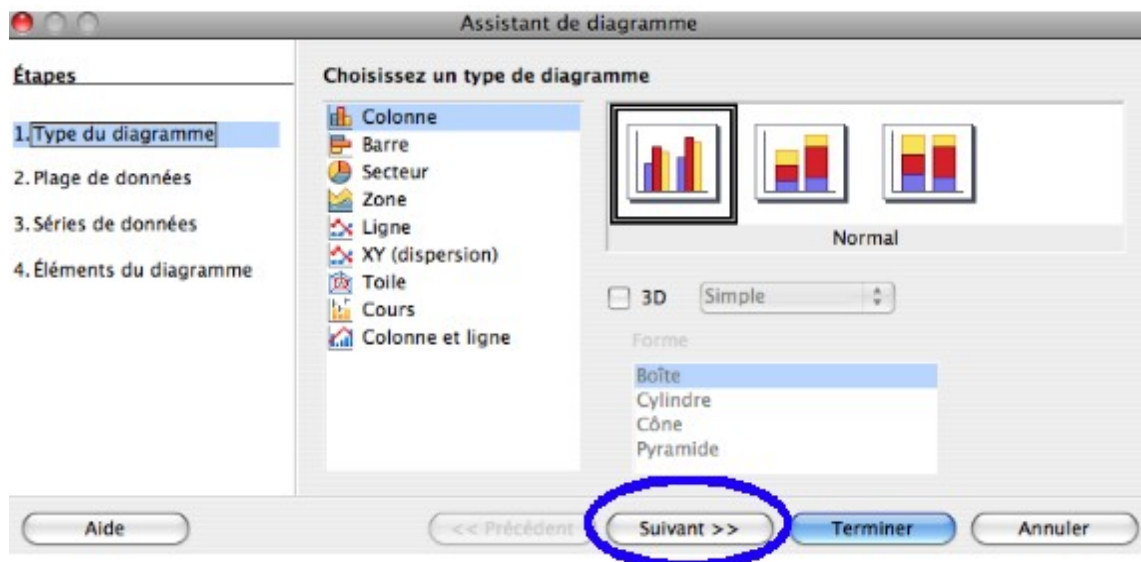 Assistant de diagramme
Étapes
1. Type du diagramme
2. Plage de données
3. Séries de données
4. Éléments du diagramme
Choisissez un type de diagramme
Colonne
Barre
Secteur
Zone
Ligne
XY (dispersion)
Toile
Cours
Colonne et ligne
Normal
3D Simple
Forme
Boîte
Cylindre
Cône
Pyramide
Aide << Précédent Suivant >> Terminer Annuler